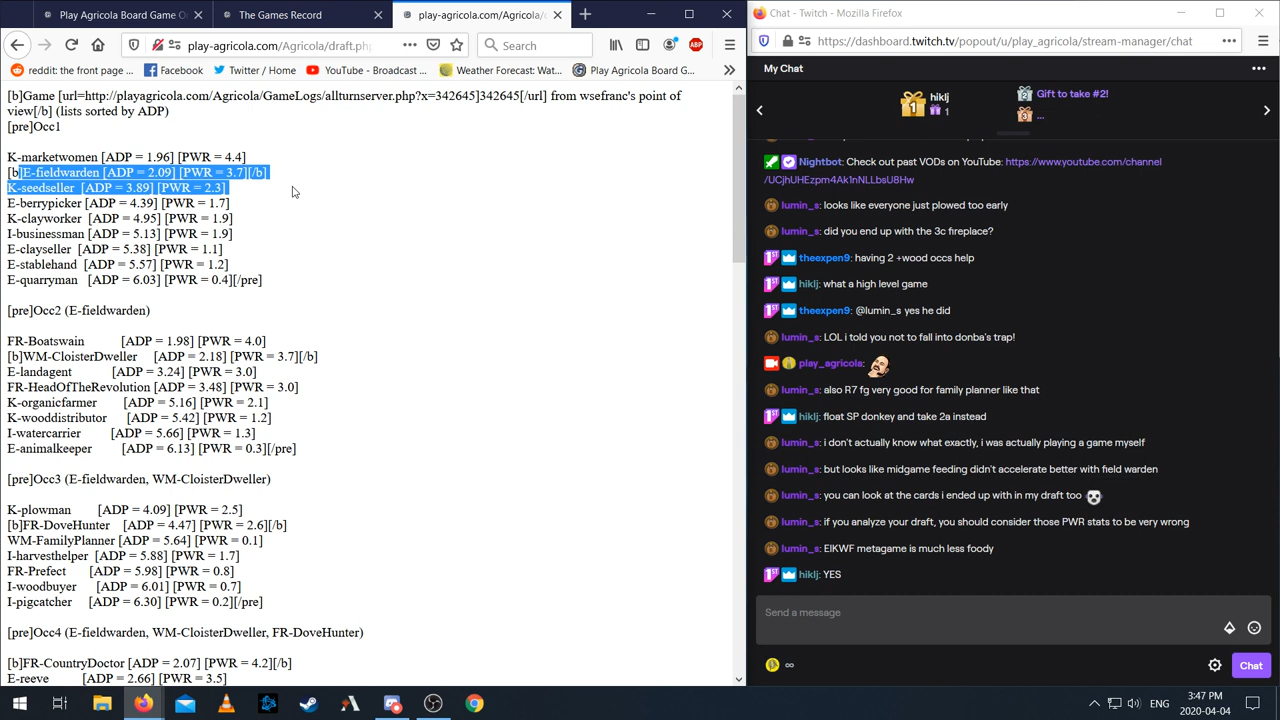 Play Agricola Board Game O
The Games Record
play-agricola.com/Agricola/
play-agricola.com/Agricola/draft.ph
Search
reddit: the front page ...
Facebook
Twitter / Home
YouTube - Broadcast ...
Weather Forecast: Wat...
Play Agricola Board G...
[b]Game [url=http://playagricola.com/Agricola/GameLogs/allturnserver.php?x=342645]342645[/url] from wsefranc's point of
view[/b] (lists sorted by ADP)
[pre]Occ1
K-marketwomen [ADP = 1.96] [PWR = 4.4]
[b]E-fieldwarden [ADP = 2.09] [PWR = 3.7][/b]
K-seedseller [ADP = 3.89] [PWR = 2.3]
E-berrypicker [ADP = 4.39] [PWR = 1.7]
K-clayworker [ADP = 4.95] [PWR = 1.9]
I-businessman [ADP = 5.13] [PWR = 1.9]
E-clayseller [ADP = 5.38] [PWR = 1.1]
E-stablehand [ADP = 5.57] [PWR = 1.2]
E-quarryman [ADP = 6.03] [PWR = 0.4][/pre]
[pre]Occ2 (E-fieldwarden)
FR-Boatswain [ADP = 1.98] [PWR = 4.0]
[b]WM-CloisterDweller [ADP = 2.18] [PWR = 3.7][/b]
E-landagent [ADP = 3.24] [PWR = 3.0]
FR-HeadOfTheRevolution [ADP = 3.48] [PWR = 3.0]
K-organicfarmer [ADP = 5.16] [PWR = 2.1]
K-wooddistributor [ADP = 5.42] [PWR = 1.2]
I-watercarrier [ADP = 5.66] [PWR = 1.3]
E-animalkeeper [ADP = 6.13] [PWR = 0.3][/pre]
[pre]Occ3 (E-fieldwarden, WM-CloisterDweller)
K-plowman [ADP = 4.09] [PWR = 2.5]
[b]FR-DoveHunter [ADP = 4.47] [PWR = 2.6][/b]
WM-FamilyPlanner [ADP = 5.64] [PWR = 0.1]
I-harvesthelper [ADP = 5.88] [PWR = 1.7]
FR-Prefect [ADP = 5.98] [PWR = 0.8]
I-woodbuyer [ADP = 6.01] [PWR = 0.7]
I-pigcatcher [ADP = 6.30] [PWR = 0.2][/pre]
[pre]Occ4 (E-fieldwarden, WM-CloisterDweller, FR-DoveHunter)
[b]FR-CountryDoctor [ADP = 2.07] [PWR = 4.2][/b]
E-reeve [ADP = 2.66] [PWR = 3.5]
Chat - Twitch - Mozilla Firefox
https://dashboard.twitch.tv/popout/u/play_agricola/stream-manager/chat
My Chat
hiklj
1
Gift to take #2!
...
Nightbot: Check out past VODs on YouTube: https://www.youtube.com/channel
/UCjhUHEzpm4Ak1nNLLbsU8Hw
lumin_s: looks like everyone just plowed too early
lumin_s: did you end up with the 3c fireplace?
theexpen9: having 2 +wood occs help
hiklj: what a high level game
theexpen9: @lumin_s yes he did
lumin_s: LOL i told you not to fall into donba's trap!
play_agricola:
lumin_s: also R7 fg very good for family planner like that
hiklj: float SP donkey and take 2a instead
lumin_s: i don't actually know what exactly, i was actually playing a game myself
lumin_s: but looks like midgame feeding didn't accelerate better with field warden
lumin_s: you can look at the cards i ended up with in my draft too
lumin_s: if you analyze your draft, you should consider those PWR stats to be very wrong
lumin_s: EIKWF metagame is much less foody
hiklj: YES
Send a message
∞
Chat
ENG
3:47 PM
2020-04-04